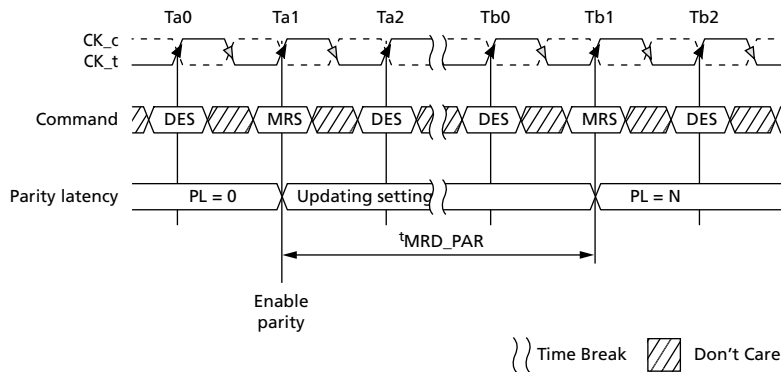 Ta0 Ta1 Ta2 Tb0 Tb1 Tb2
CK_c
CK_t
Command DES MRS DES DES MRS DES
Parity latency PL = 0 Updating setting PL = N
tMRD_PAR
Enable
parity
Time Break Don't Care